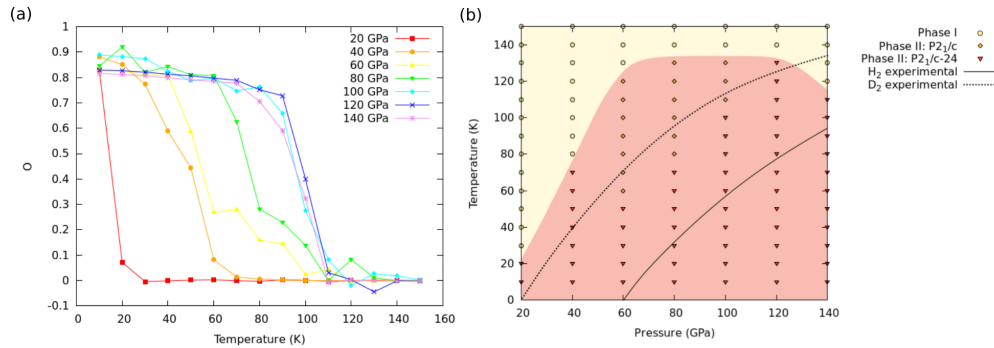 (a)
1
0.9
0.8
0.7
0.6
0.5
0.4
0.3
0.2
0.1
0
-0.1
O
0 20 40 60 80 100 120 140 160
Temperature (K)
20 GPa
40 GPa
60 GPa
80 GPa
100 GPa
120 GPa
140 GPa
(b)
140
120
100
80
60
40
20
0
Temperature (K)
20 40 60 80 100 120 140
Pressure (GPa)
Phase I
Phase II: P2₁/c
Phase II: P2₁/c-24
H₂ experimental
D₂ experimental